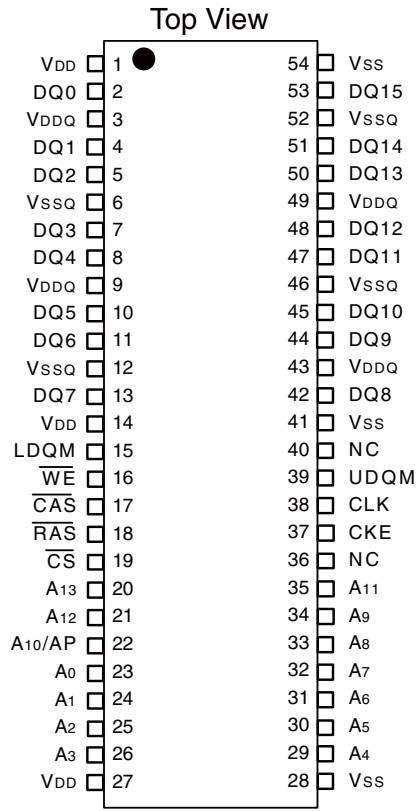 Top View
VDD 1 54 VSS
DQ0 2 53 DQ15
VDDQ 3 52 VSSQ
DQ1 4 51 DQ14
DQ2 5 50 DQ13
VSSQ 6 49 VDDQ
DQ3 7 48 DQ12
DQ4 8 47 DQ11
VDDQ 9 46 VSSQ
DQ5 10 45 DQ10
DQ6 11 44 DQ9
VSSQ 12 43 VDDQ
DQ7 13 42 DQ8
VDD 14 41 VSS
LDQM 15 40 NC
WE 16 39 UDQM
CAS 17 38 CLK
RAS 18 37 CKE
CS 19 36 NC
A13 20 35 A11
A12 21 34 A9
A10/AP 22 33 A8
A0 23 32 A7
A1 24 31 A6
A2 25 30 A5
A3 26 29 A4
VDD 27 28 VSS